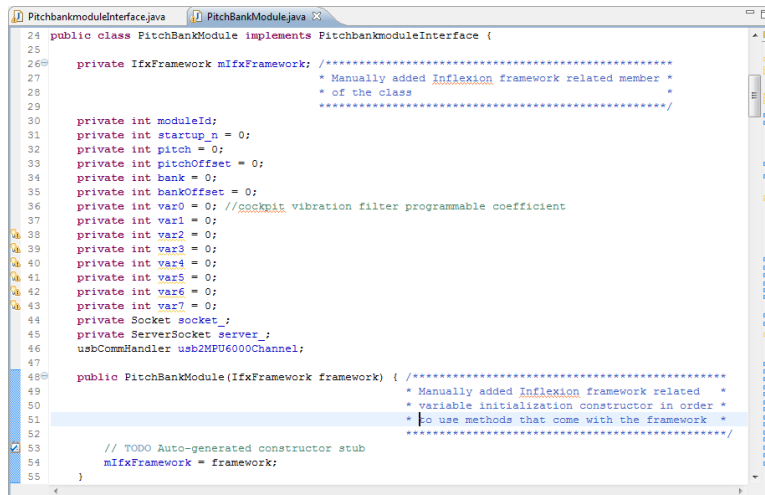 PitchbankmoduleInterface.java PitchBankModule.java
24 public class PitchBankModule implements PitchbankmoduleInterface {
25
26 private IfxFramework mIfxFramework; /****************************************************
27 * Manually added Inflexion framework related member *
28 * of the class *
29 ****************************************************/
30 private int moduleId;
31 private int startup_n = 0;
32 private int pitch = 0;
33 private int pitchOffset = 0;
34 private int bank = 0;
35 private int bankOffset = 0;
36 private int var0 = 0; //cockpit vibration filter programmable coefficient
37 private int var1 = 0;
38 private int var2 = 0;
39 private int var3 = 0;
40 private int var4 = 0;
41 private int var5 = 0;
42 private int var6 = 0;
43 private int var7 = 0;
44 private Socket socket_;
45 private ServerSocket server_;
46 usbCommHandler usb2MPU6000Channel;
47
48 public PitchBankModule(IfxFramework framework) { /***********************************************
49 * Manually added Inflexion framework related *
50 * variable initialization constructor in order *
51 * to use methods that come with the framework *
52 ************************************************/
53 // TODO Auto-generated constructor stub
54 mIfxFramework = framework;
55 }